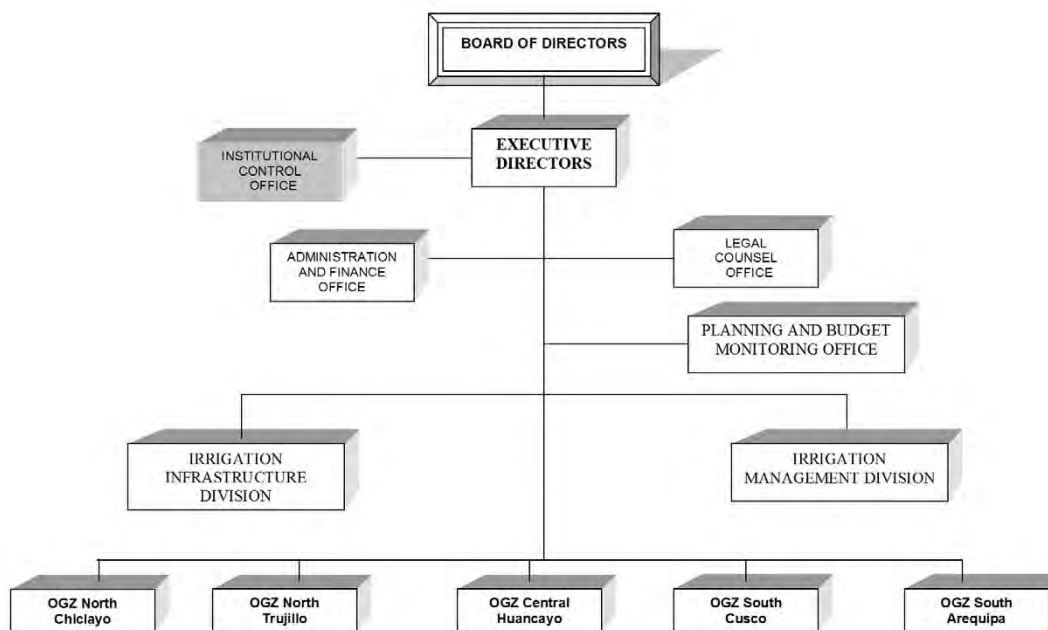 BOARD OF DIRECTORS
EXECUTIVE
DIRECTORS
INSTITUTIONAL
CONTROL
OFFICE
ADMINISTRATION
AND FINANCE
OFFICE
LEGAL
COUNSEL
OFFICE
PLANNING AND BUDGET
MONITORING OFFICE
IRRIGATION
INFRASTRUCTURE
DIVISION
IRRIGATION
MANAGEMENT DIVISION
OGZ North
Chiclayo
OGZ North
Trujillo
OGZ Central
Huancayo
OGZ South
Cusco
OGZ South
Arequipa